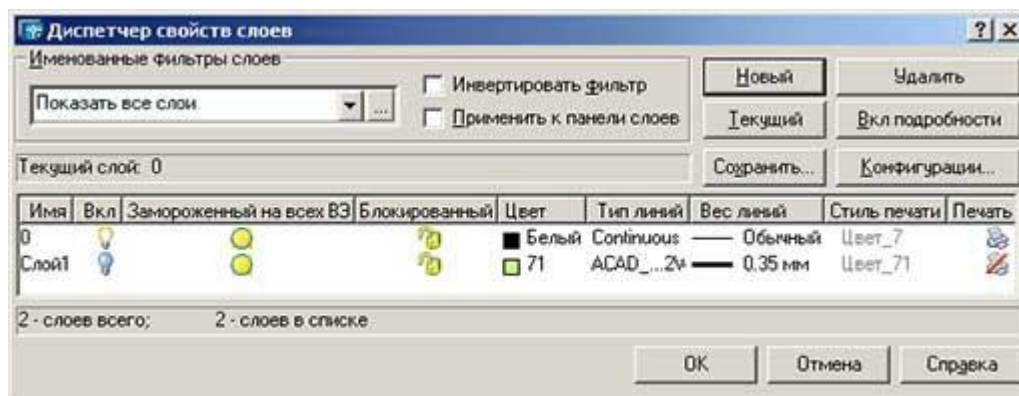 Диспетчер свойств слоев
Именованные фильтры слоев
Показать все слои
...
Инвертировать фильтр
Применить к панели слоев
Новый
Удалить
Текущий
Вкл подробности
Текущий слой: 0
Сохранить...
Конфигурации...
Имя Вкл Замороженный на всех ВЭ Блокированный Цвет Тип линий Вес линий Стиль печати Печать
0 Белый Continuous Обычный Цвет_7
Слой1 71 ACAD_...2W 0.35 мм Цвет_71
2 - слоев всего; 2 - слоев в списке
OK Отмена Справка